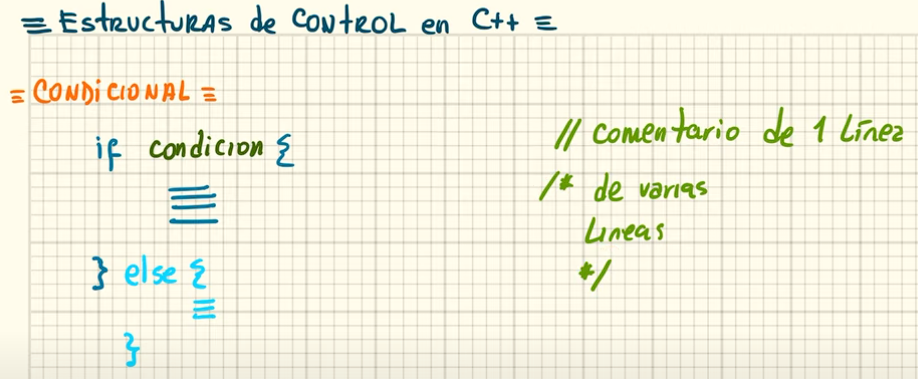 ≡ Estructuras de Control en C++ ≡
= CONDICIONAL =
if condicion {
} else {
}
// comentario de 1 Línea
/* de varias
Lineas
*/